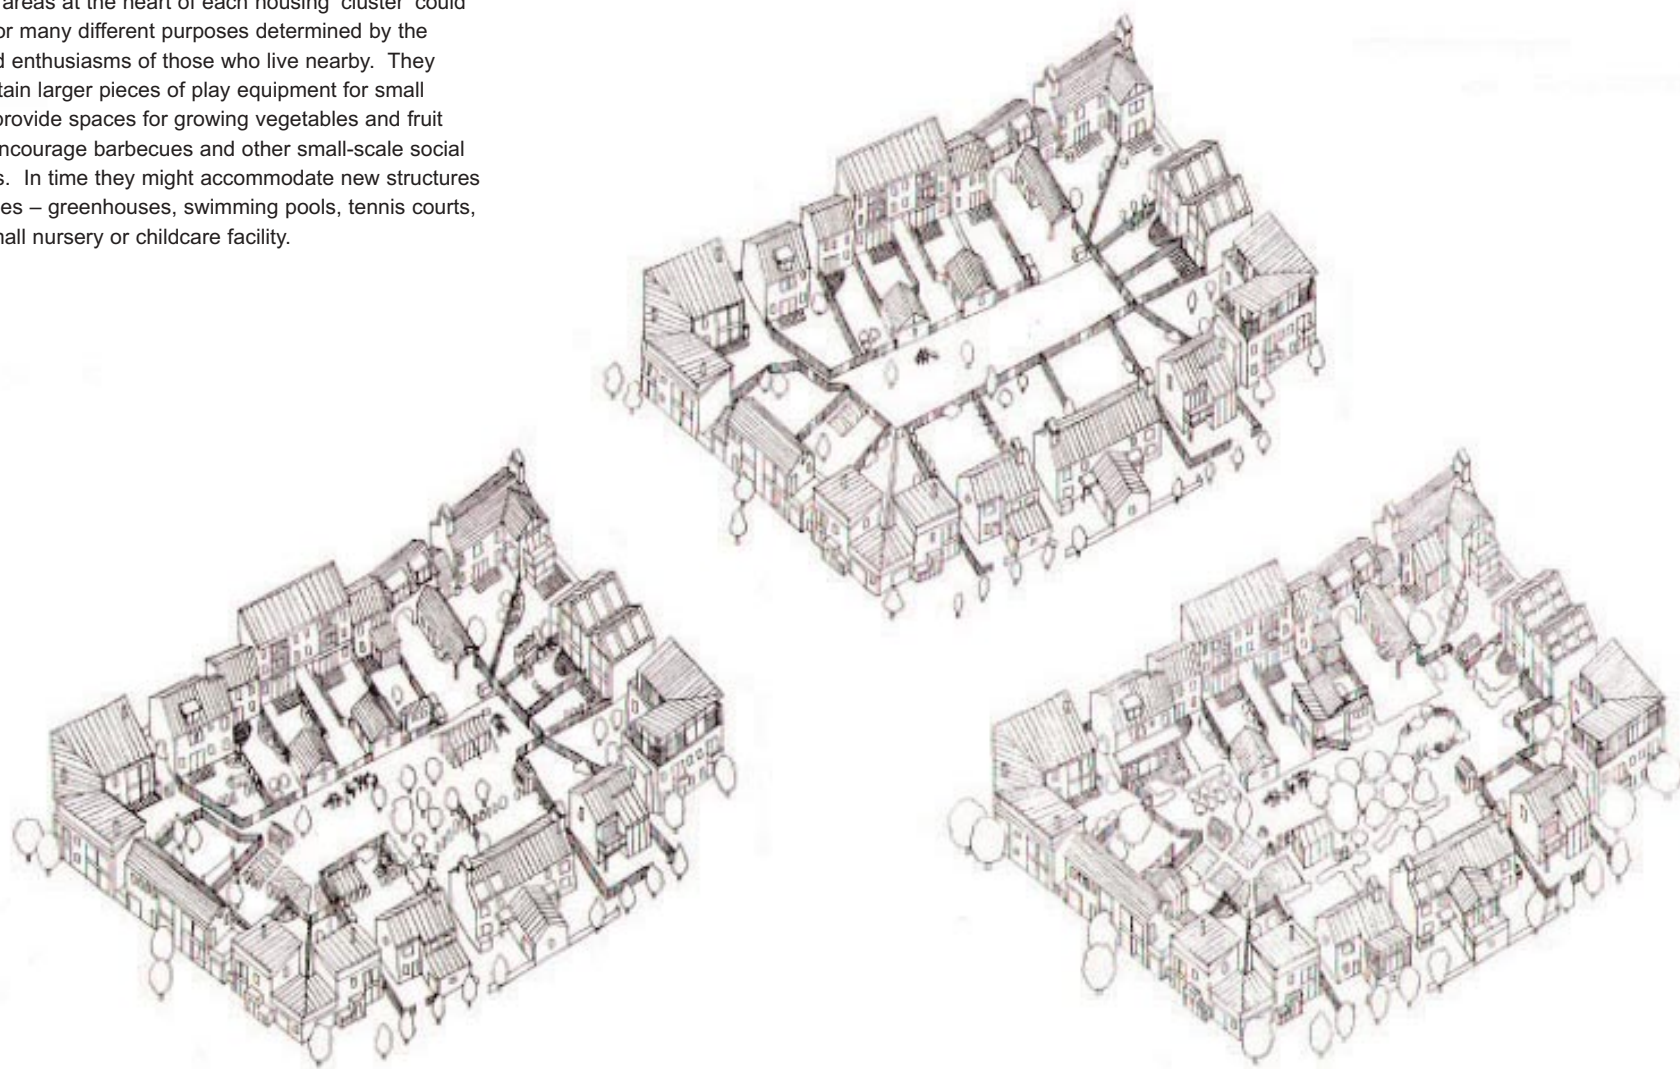 areas at the heart of each housing 'cluster' could
or many different purposes determined by the
d enthusiasms of those who live nearby. They
tain larger pieces of play equipment for small
provide spaces for growing vegetables and fruit
ncourage barbecues and other small-scale social
s. In time they might accommodate new structures
es – greenhouses, swimming pools, tennis courts,
nall nursery or childcare facility.